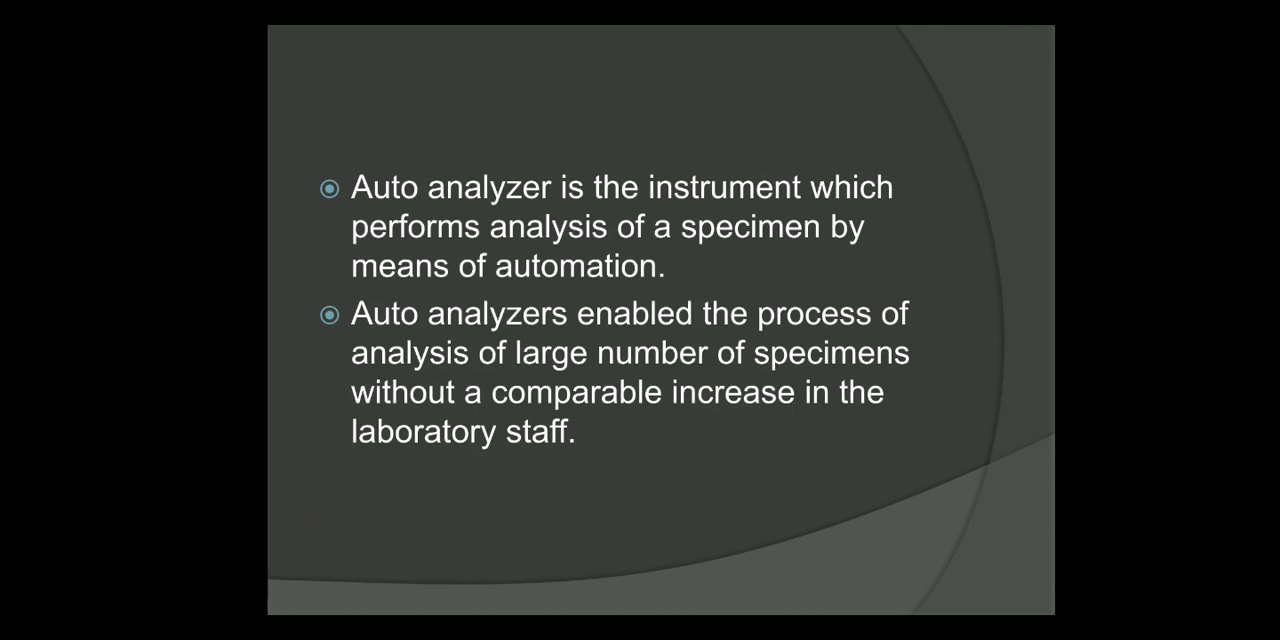 Auto analyzer is the instrument which
performs analysis of a specimen by
means of automation.
Auto analyzers enabled the process of
analysis of large number of specimens
without a comparable increase in the
laboratory staff.